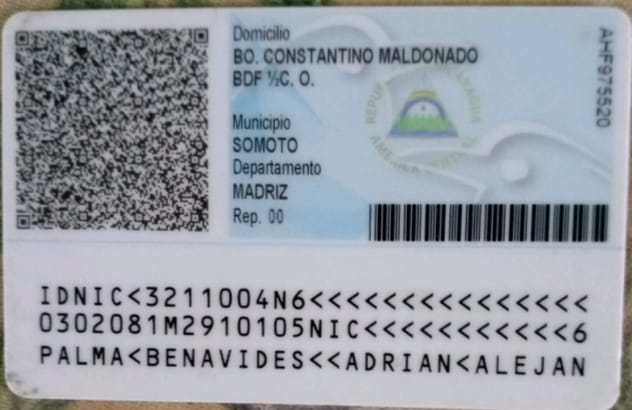 Domicilio
BO. CONSTANTINO MALDONADO
BDF ½C. O.
Municipio
SOMOTO
Departamento
MADRIZ
Rep. 00
AHF975520
IDNIC<3211004N6<<<<<<<<<<<<<<<
0302081M2910105NIC<<<<<<<<<<<6
PALMA<BENAVIDES<<ADRIAN<ALEJAN